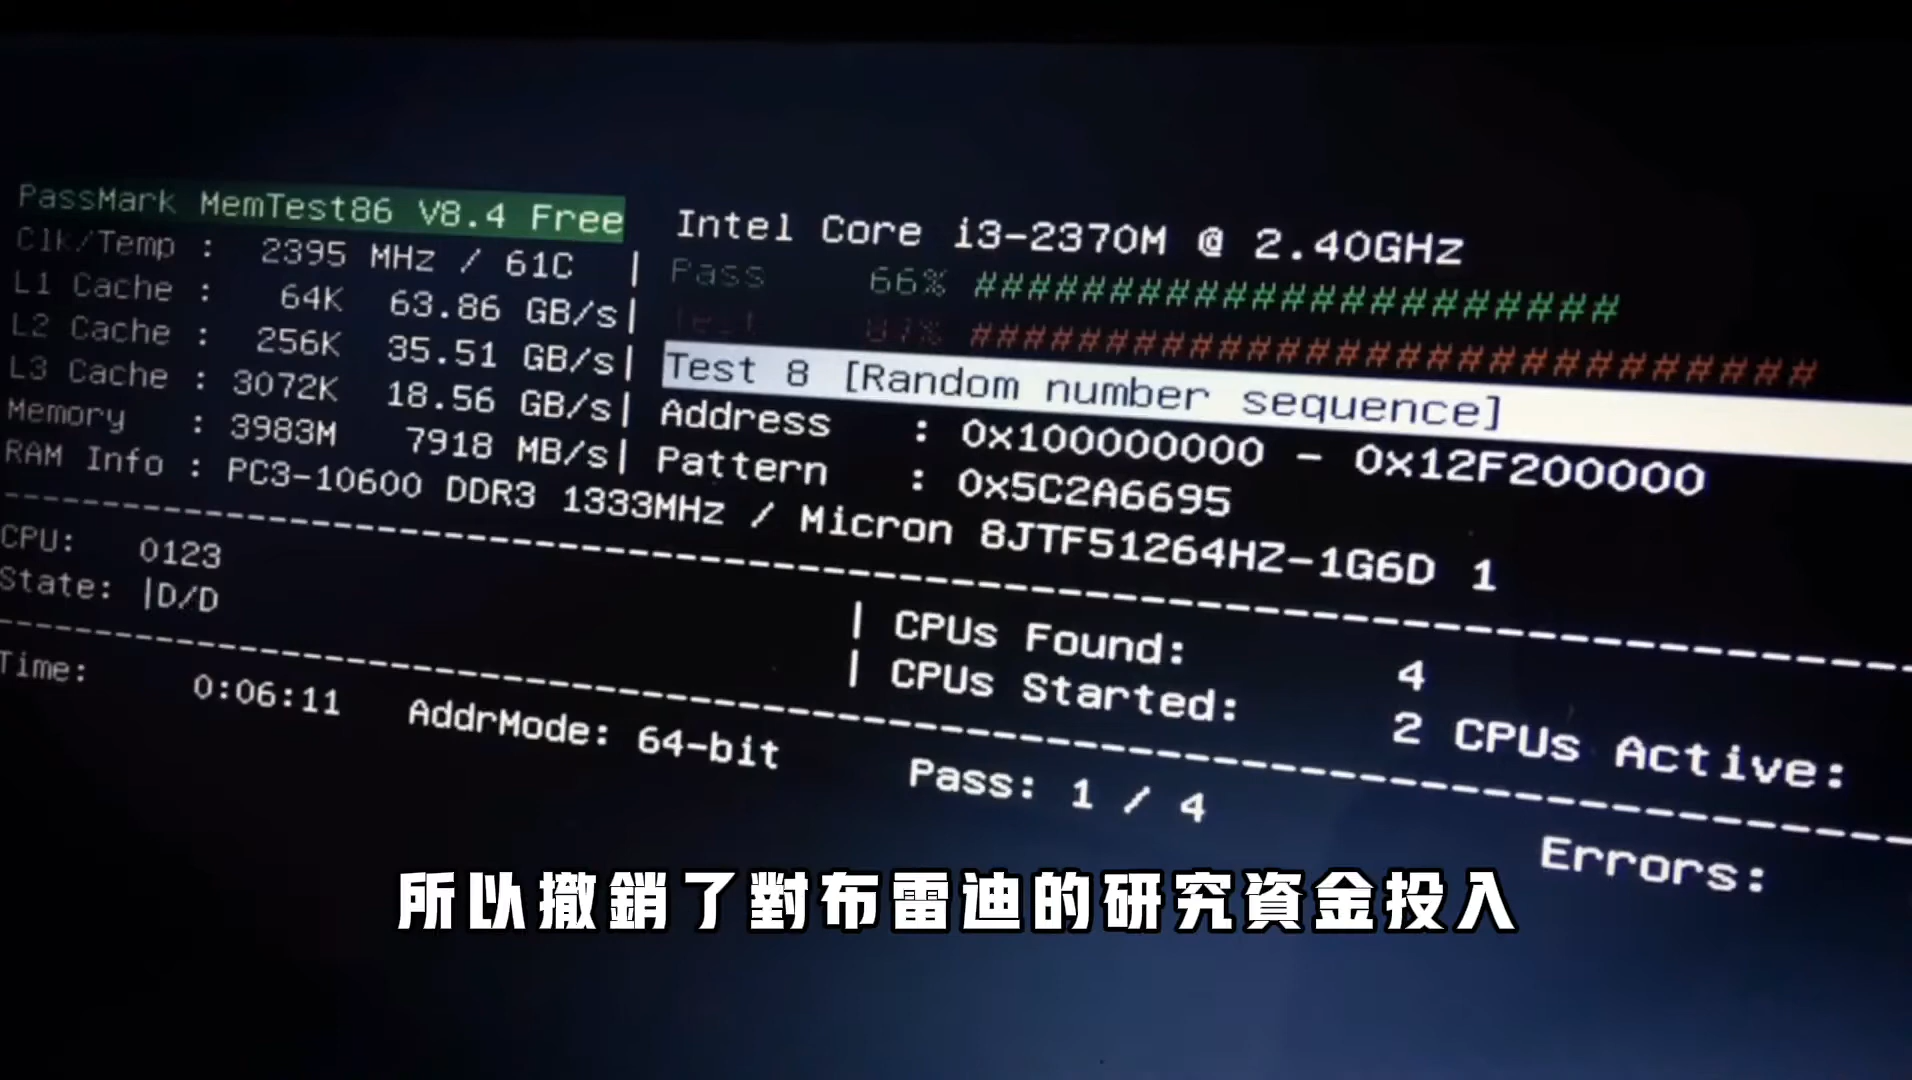 PassMark MemTest86 V8.4 Free
Intel Core i3-2370M @ 2.40GHz
Clk/Temp : 2395 MHz / 61C |
Pass 66% ########################
L1 Cache : 64K 63.86 GB/s|
Test 87% ###############################
L2 Cache : 256K 35.51 GB/s|
Test 8 [Random number sequence]
L3 Cache : 3072K 18.56 GB/s|
Address : 0x100000000 - 0x12F200000
Memory : 3983M 7918 MB/s|
Pattern : 0x5C2A6695
RAM Info : PC3-10600 DDR3 1333MHz / Micron 8JTF51264HZ-1G6D 1
CPU: 0123
| CPUs Found: 4
State: |D/D
| CPUs Started: 2 CPUs Active:
Time: 0:06:11 AddrMode: 64-bit Pass: 1 / 4 Errors:
所以撤銷了對布雷迪的研究資金投入